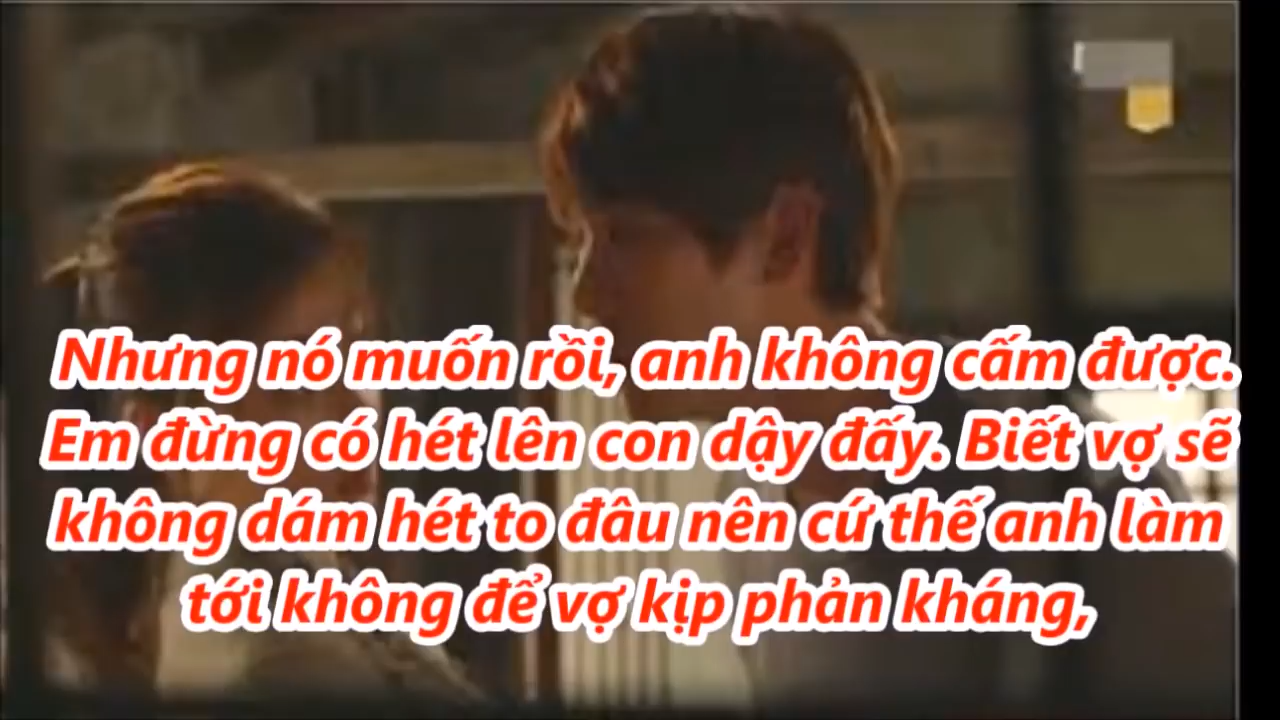 Nhưng nó muốn rồi, anh không cấm được.
Em đừng có hét lên con dậy đấy. Biết vợ sẽ
không dám hét to đâu nên cứ thế anh làm
tới không để vợ kịp phản kháng,